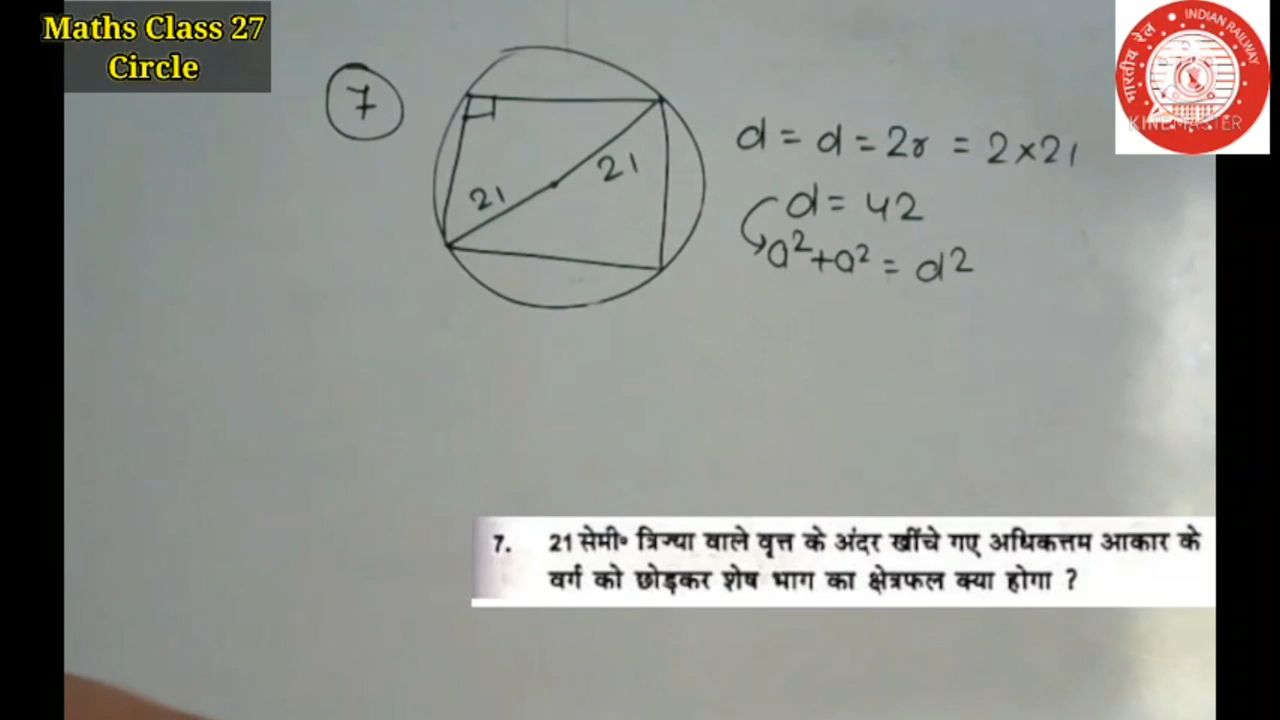 Maths Class 27
Circle
भारतीय रेल
INDIAN RAILWAY
KINEMASTER
7
21
21
d = d = 2r = 2×21
d = 42
a²+a² = d²
7. 21 सेमी॰ त्रिज्या वाले वृत्त के अंदर खींचे गए अधिकत्तम आकार के
वर्ग को छोड़कर शेष भाग का क्षेत्रफल क्या होगा ?